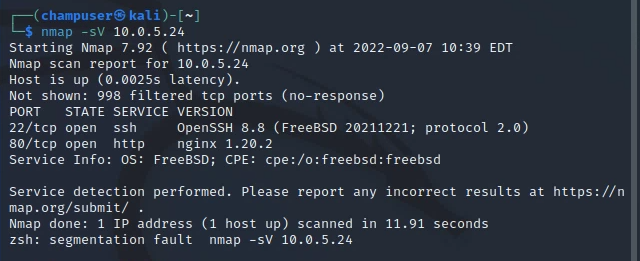 ┌──(champuser㉿kali)-[~]
└─$ nmap -sV 10.0.5.24
Starting Nmap 7.92 ( https://nmap.org ) at 2022-09-07 10:39 EDT
Nmap scan report for 10.0.5.24
Host is up (0.0025s latency).
Not shown: 998 filtered tcp ports (no-response)
PORT   STATE SERVICE VERSION
22/tcp open  ssh     OpenSSH 8.8 (FreeBSD 20211221; protocol 2.0)
80/tcp open  http    nginx 1.20.2
Service Info: OS: FreeBSD; CPE: cpe:/o:freebsd:freebsd

Service detection performed. Please report any incorrect results at https://n
map.org/submit/ .
Nmap done: 1 IP address (1 host up) scanned in 11.91 seconds
zsh: segmentation fault  nmap -sV 10.0.5.24